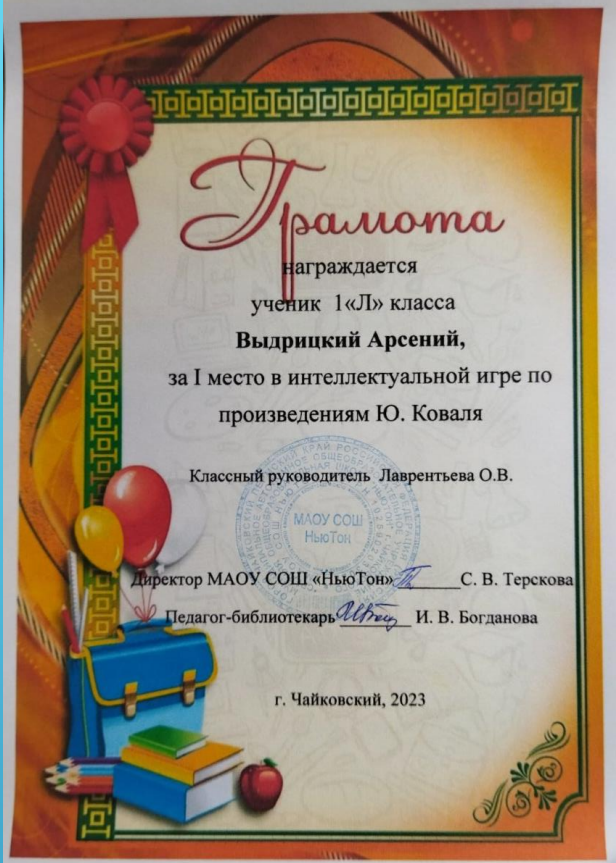 Грамота
награждается
ученик 1«Л» класса
Выдрицкий Арсений,
за I место в интеллектуальной игре по
произведениям Ю. Коваля
Классный руководитель Лаврентьева О.В.
МАОУ СОШ
НьюТон
Директор МАОУ СОШ «НьюТон» С. В. Терскова
Педагог-библиотекарь И. В. Богданова
г. Чайковский, 2023